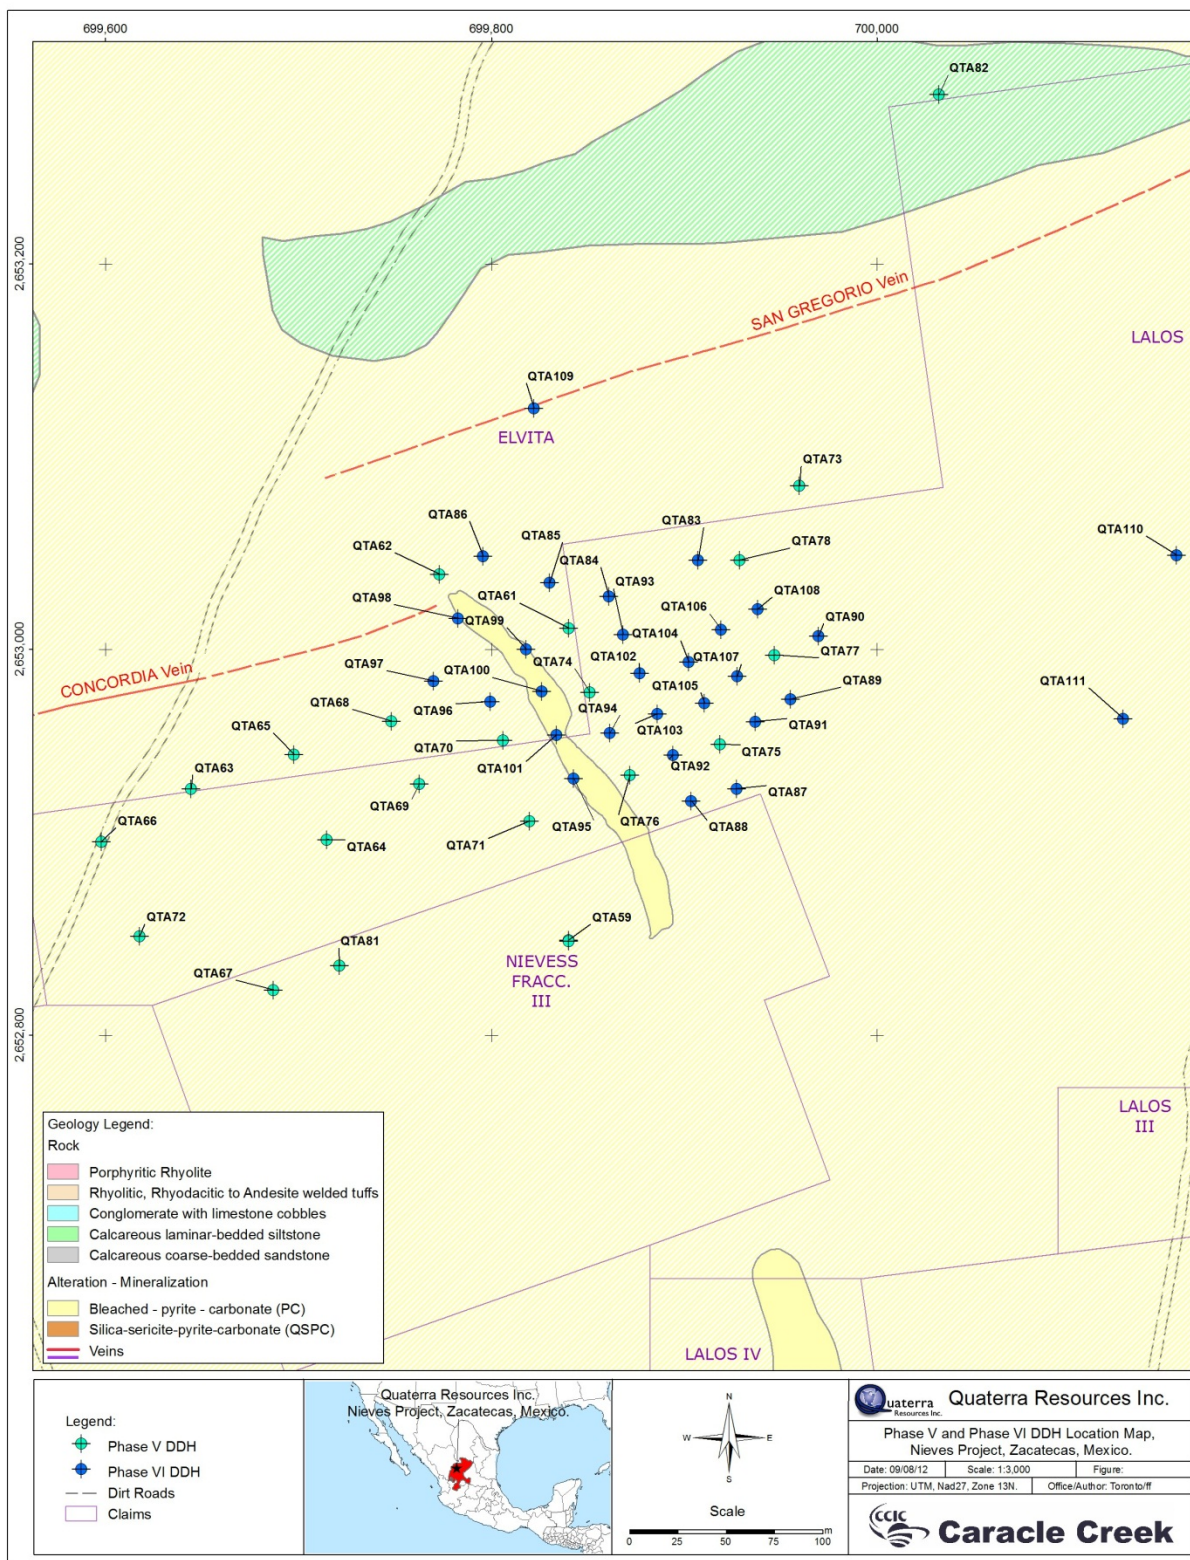 699,600
699,800
700,000
QTA82
2,653,200
SAN GREGORIO Vein
LALOS
QTA109
ELVITA
QTA73
QTA86
QTA85
QTA83
QTA110
QTA62
QTA84
QTA78
QTA93
QTA98
QTA61
QTA106
QTA108
QTA90
QTA99
QTA104
2,653,000
QTA97
QTA100
QTA74
QTA102
QTA107
QTA77
CONCORDIA Vein
QTA96
QTA94
QTA105
QTA89
QTA111
QTA68
QTA65
QTA70
QTA103
QTA91
QTA63
QTA101
QTA92
QTA75
QTA69
QTA66
QTA95
QTA76
QTA88
QTA87
QTA64
QTA71
QTA72
QTA81
QTA59
QTA67
NIEVESS
FRACC.
III
2,652,800
LALOS
III
LALOS IV
Geology Legend:
Rock
Porphyritic Rhyolite
Rhyolitic, Rhyodacitic to Andesite welded tuffs
Conglomerate with limestone cobbles
Calcareous laminar-bedded siltstone
Calcareous coarse-bedded sandstone
Alteration - Mineralization
Bleached - pyrite - carbonate (PC)
Silica-sericite-pyrite-carbonate (QSPC)
Veins
Legend:
Phase V DDH
Phase VI DDH
Dirt Roads
Claims
Quaterra Resources Inc.
Nieves Project, Zacatecas, Mexico.
N
W
E
S
Scale
m
0 25 50 75 100
Quaterra
Resources Inc.
Quaterra Resources Inc.
Phase V and Phase VI DDH Location Map,
Nieves Project, Zacatecas, Mexico.
Date: 09/08/12 Scale: 1:3,000 Figure:
Projection: UTM, Nad27, Zone 13N. Office/Author: Toronto/ff
CCIC
Caracle Creek